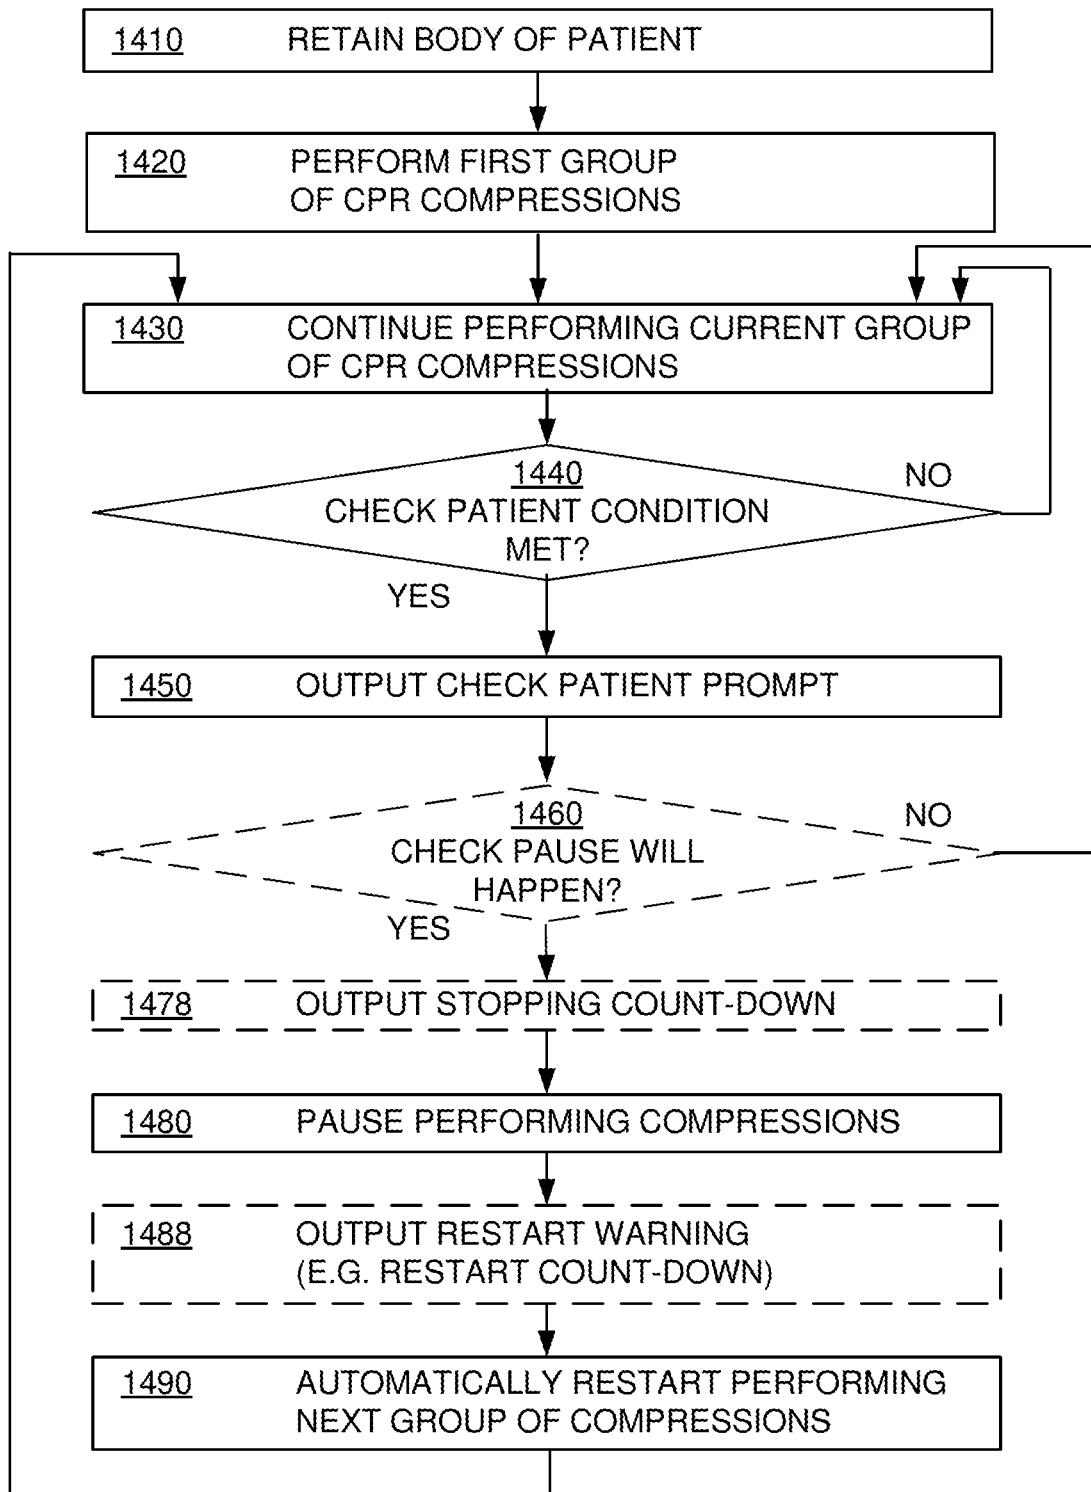 1410 RETAIN BODY OF PATIENT
1420 PERFORM FIRST GROUP
OF CPR COMPRESSIONS
1430 CONTINUE PERFORMING CURRENT GROUP
OF CPR COMPRESSIONS
1440
CHECK PATIENT CONDITION
MET?
NO
YES
1450 OUTPUT CHECK PATIENT PROMPT
1460
CHECK PAUSE WILL
HAPPEN?
NO
YES
1478 OUTPUT STOPPING COUNT-DOWN
1480 PAUSE PERFORMING COMPRESSIONS
1488 OUTPUT RESTART WARNING
(E.G. RESTART COUNT-DOWN)
1490 AUTOMATICALLY RESTART PERFORMING
NEXT GROUP OF COMPRESSIONS